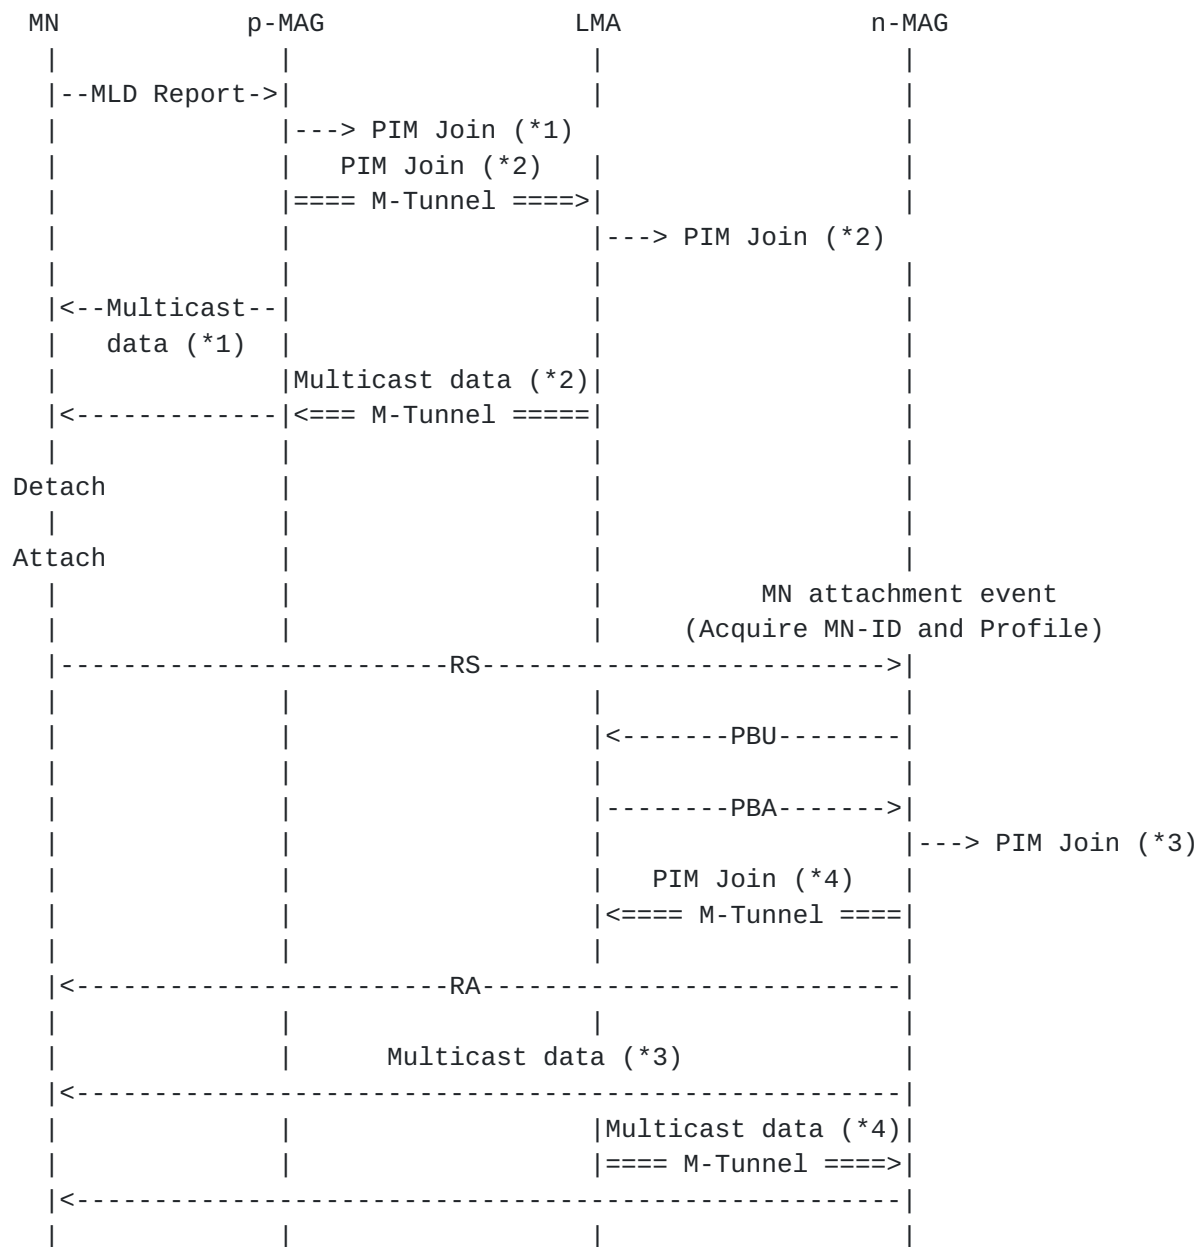 MN            p-MAG                LMA                n-MAG
  |                 |                       |                       |
  |--MLD Report->|                       |                       |
  |                 |---> PIM Join (*1)                       |
  |                 |   PIM Join (*2)   |                       |
  |                 |==== M-Tunnel ====>|                       |
  |                 |                       |---> PIM Join (*2)
  |                 |                       |                       |
  |<--Multicast--|                       |                       |
  |   data (*1)  |                       |                       |
  |                 |Multicast data (*2)|                       |
  |<-------------|<=== M-Tunnel =====|                       |
  |                 |                       |                       |
Detach              |                       |                       |
  |                 |                       |                       |
Attach              |                       |                       |
  |                 |                       |          MN attachment event
  |                 |                       |     (Acquire MN-ID and Profile)
  |------------------------RS-------------------------->|
  |                 |                       |                       |
  |                 |                       |<-------PBU--------|
  |                 |                       |                       |
  |                 |                       |--------PBA------->|
  |                 |                       |                       |---> PIM Join (*3)
  |                 |                       |   PIM Join (*4)   |
  |                 |                       |<==== M-Tunnel ====|
  |                 |                       |                       |
  |<------------------------RA---------------------------|
  |                 |                       |                       |
  |                 |      Multicast data (*3)              |
  |<-----------------------------------------------------|
  |                 |                       |Multicast data (*4)|
  |                 |                       |==== M-Tunnel ====>|
  |<-----------------------------------------------------|
  |                 |                       |                       |